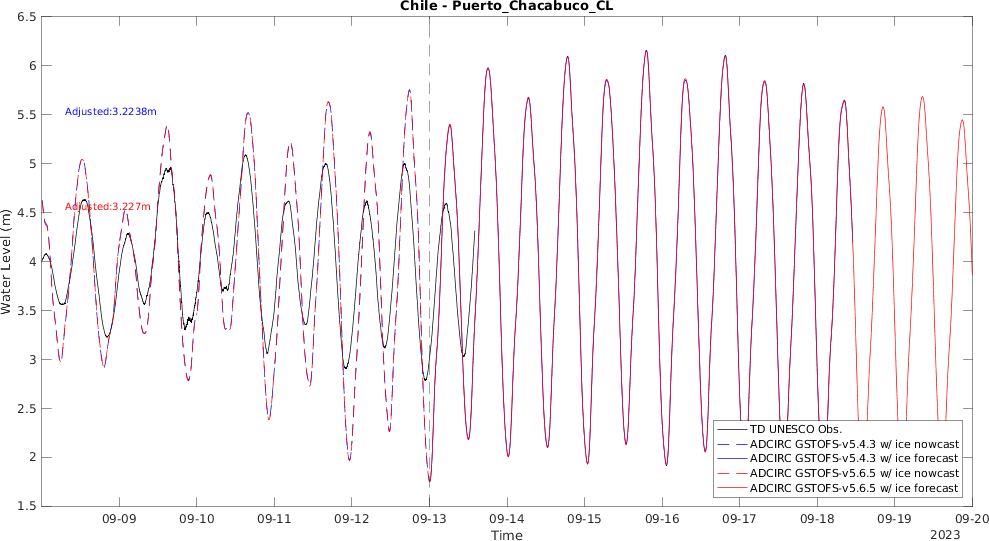 Chile - Puerto_Chacabuco_CL
6.5
6
5.5
5
4.5
4
3.5
3
2.5
2
1.5
Water Level (m)
Adjusted:3.2238m
Adjusted:3.227m
TD UNESCO Obs.
ADCIRC GSTOFS-v5.4.3 w/ ice nowcast
ADCIRC GSTOFS-v5.4.3 w/ ice forecast
ADCIRC GSTOFS-v5.6.5 w/ ice nowcast
ADCIRC GSTOFS-v5.6.5 w/ ice forecast
09-09 09-10 09-11 09-12 09-13 09-14 09-15 09-16 09-17 09-18 09-19 09-20
Time
2023